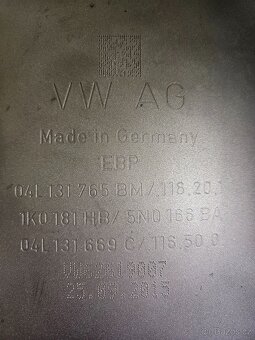 VW AG
Made in Germany
EBP
04L 131 765 BM / 116.20.
1K0 181 HB / 5N0 166 BA
04L 131 669 C / 116.50 0